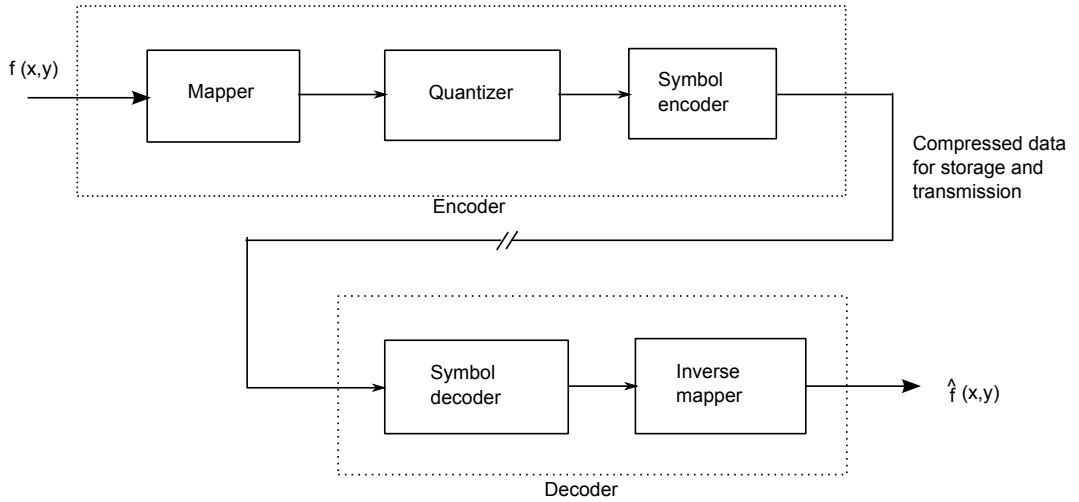 f (x,y)
Mapper
Quantizer
Symbol
encoder
Compressed data
for storage and
transmission
Encoder
Symbol
decoder
Inverse
mapper
f̂ (x,y)
Decoder